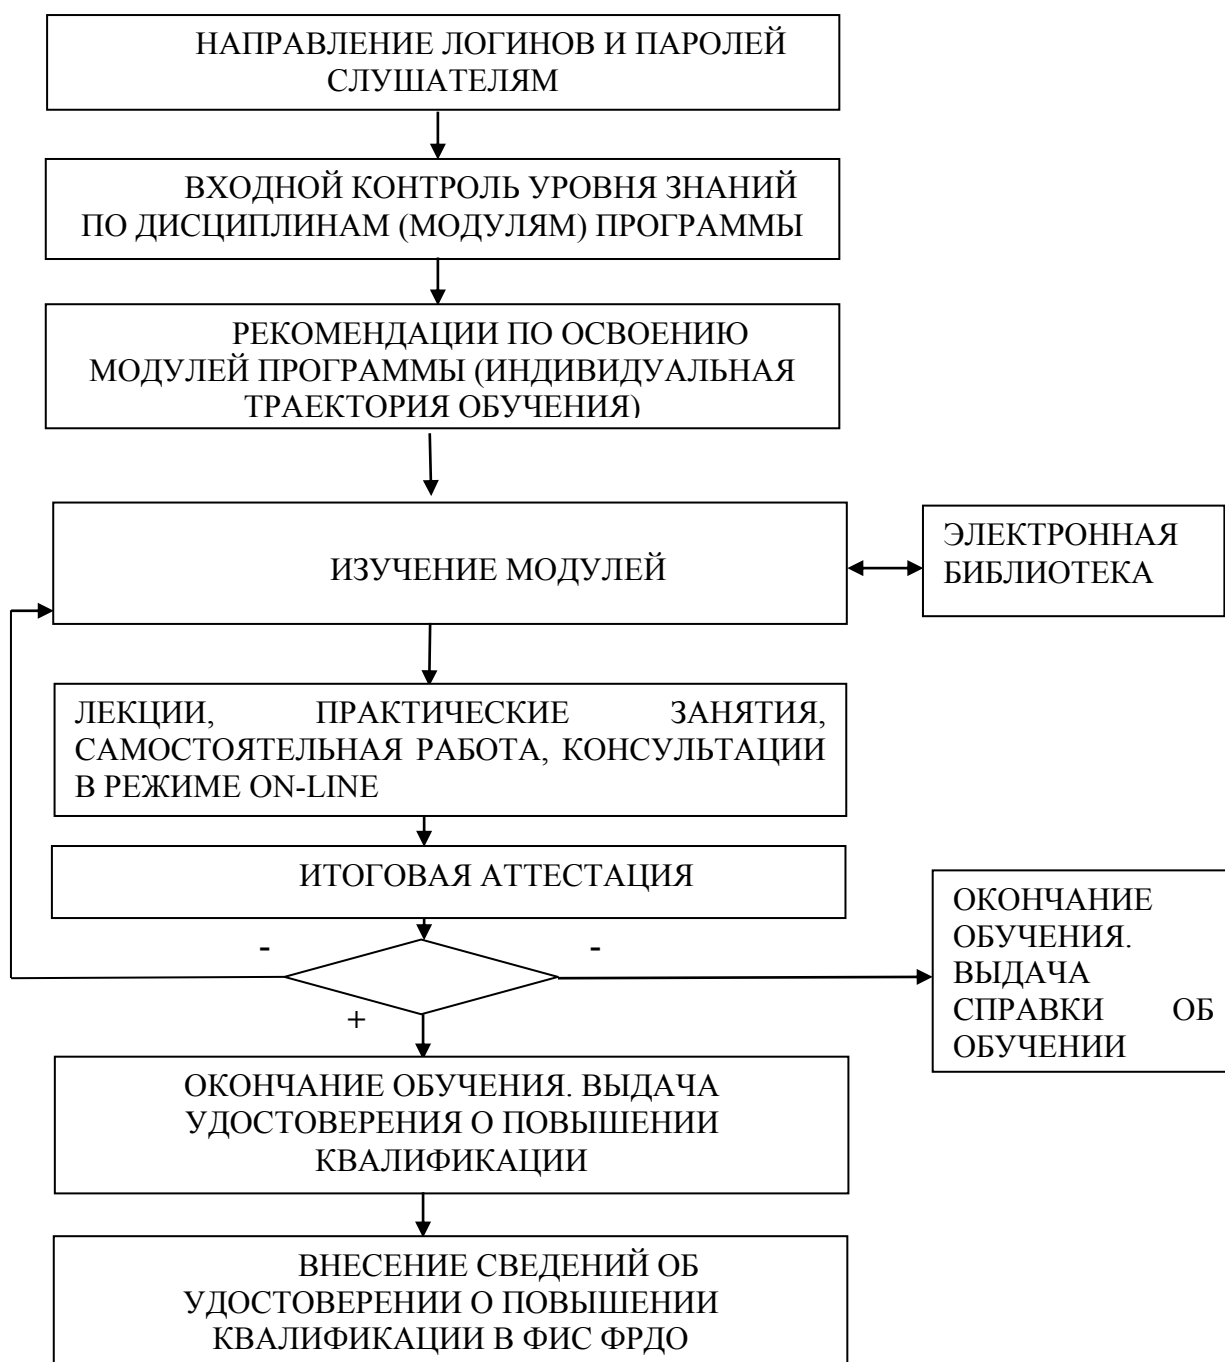 НАПРАВЛЕНИЕ ЛОГИНОВ И ПАРОЛЕЙ
СЛУШАТЕЛЯМ
ВХОДНОЙ КОНТРОЛЬ УРОВНЯ ЗНАНИЙ
ПО ДИСЦИПЛИНАМ (МОДУЛЯМ) ПРОГРАММЫ
РЕКОМЕНДАЦИИ ПО ОСВОЕНИЮ
МОДУЛЕЙ ПРОГРАММЫ (ИНДИВИДУАЛЬНАЯ
ТРАЕКТОРИЯ ОБУЧЕНИЯ)
ИЗУЧЕНИЕ МОДУЛЕЙ
ЭЛЕКТРОННАЯ
БИБЛИОТЕКА
ЛЕКЦИИ, ПРАКТИЧЕСКИЕ ЗАНЯТИЯ,
САМОСТОЯТЕЛЬНАЯ РАБОТА, КОНСУЛЬТАЦИИ
В РЕЖИМЕ ON-LINE
ИТОГОВАЯ АТТЕСТАЦИЯ
-
-
+
ОКОНЧАНИЕ
ОБУЧЕНИЯ.
ВЫДАЧА
СПРАВКИ ОБ
ОБУЧЕНИИ
ОКОНЧАНИЕ ОБУЧЕНИЯ. ВЫДАЧА
УДОСТОВЕРЕНИЯ О ПОВЫШЕНИИ
КВАЛИФИКАЦИИ
ВНЕСЕНИЕ СВЕДЕНИЙ ОБ
УДОСТОВЕРЕНИИ О ПОВЫШЕНИИ
КВАЛИФИКАЦИИ В ФИС ФРДО